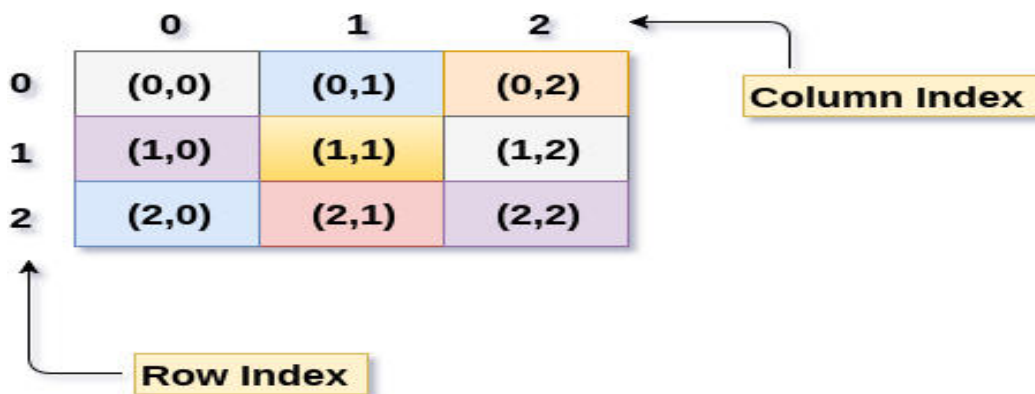 0 1 2
Column Index
0 (0,0) (0,1) (0,2)
1 (1,0) (1,1) (1,2)
2 (2,0) (2,1) (2,2)
Row Index